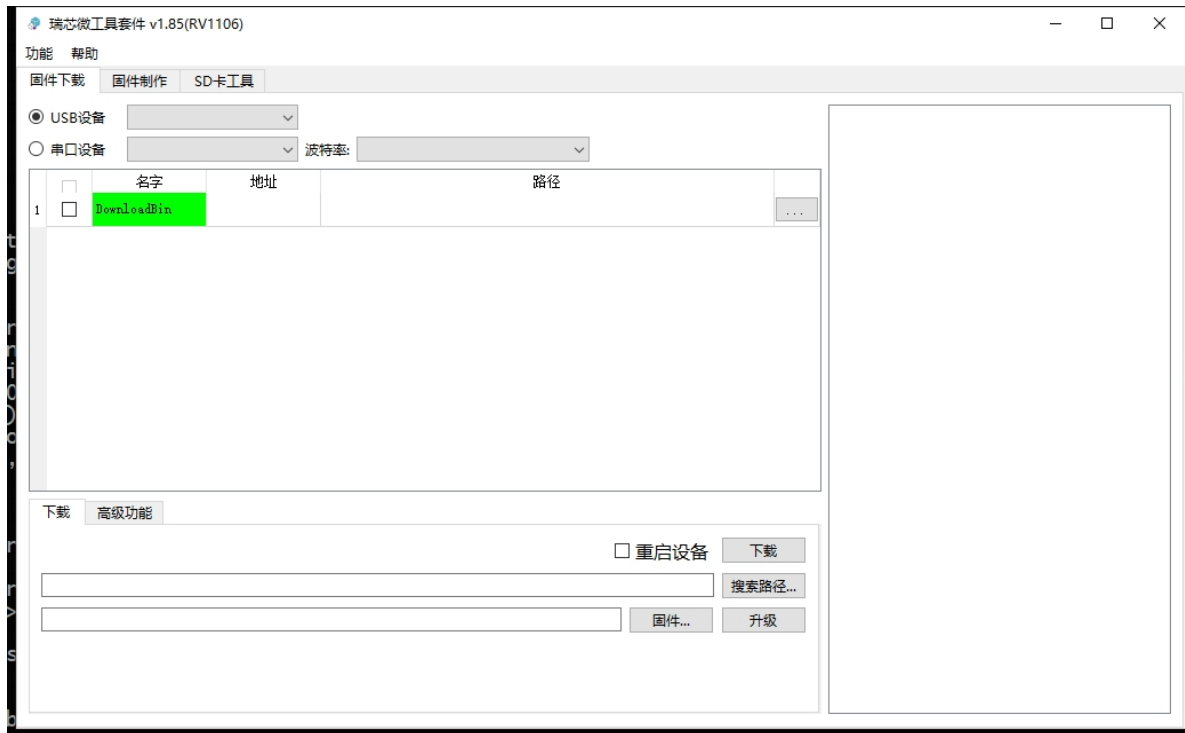 瑞芯微工具套件 v1.85(RV1106)
功能 帮助
固件下载 固件制作 SD卡工具
USB设备
串口设备 波特率:
名字 地址 路径
1 DownloadBin ...
下载 高级功能
重启设备 下载
搜索路径...
固件... 升级